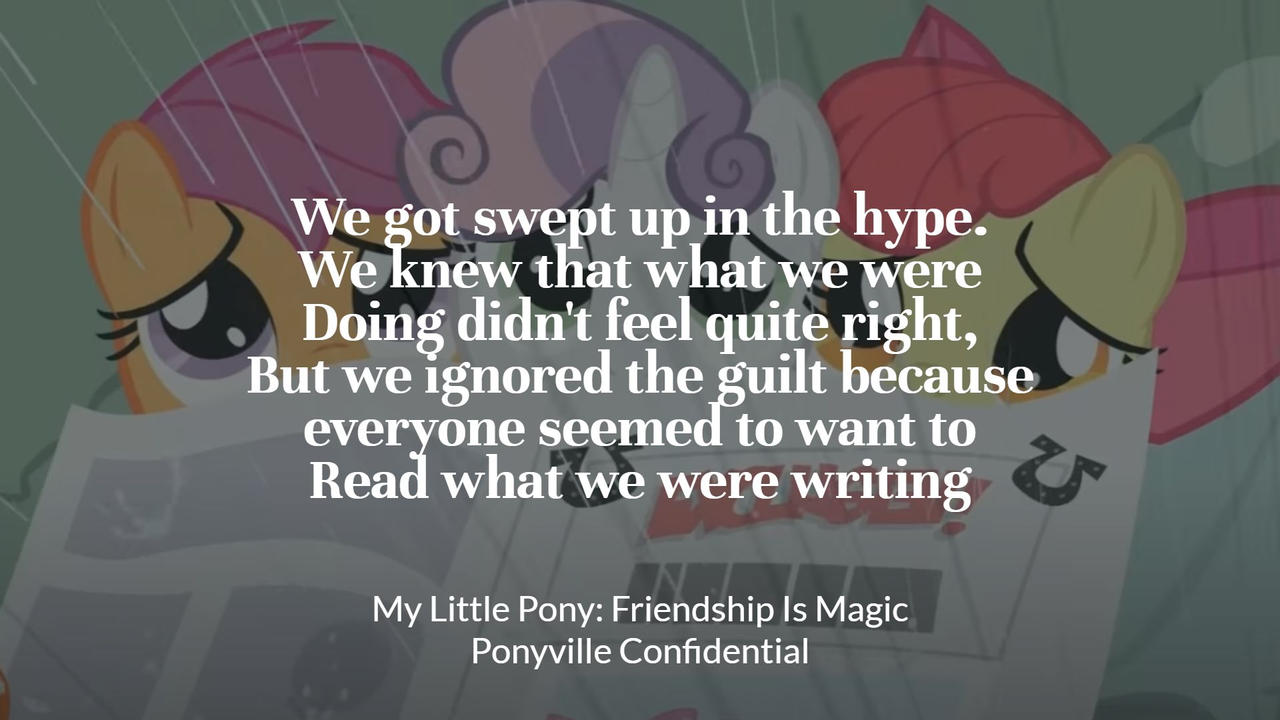 We got swept up in the hype.
We knew that what we were
Doing didn't feel quite right,
But we ignored the guilt because
everyone seemed to want to
Read what we were writing
My Little Pony: Friendship Is Magic
Ponyville Confidential